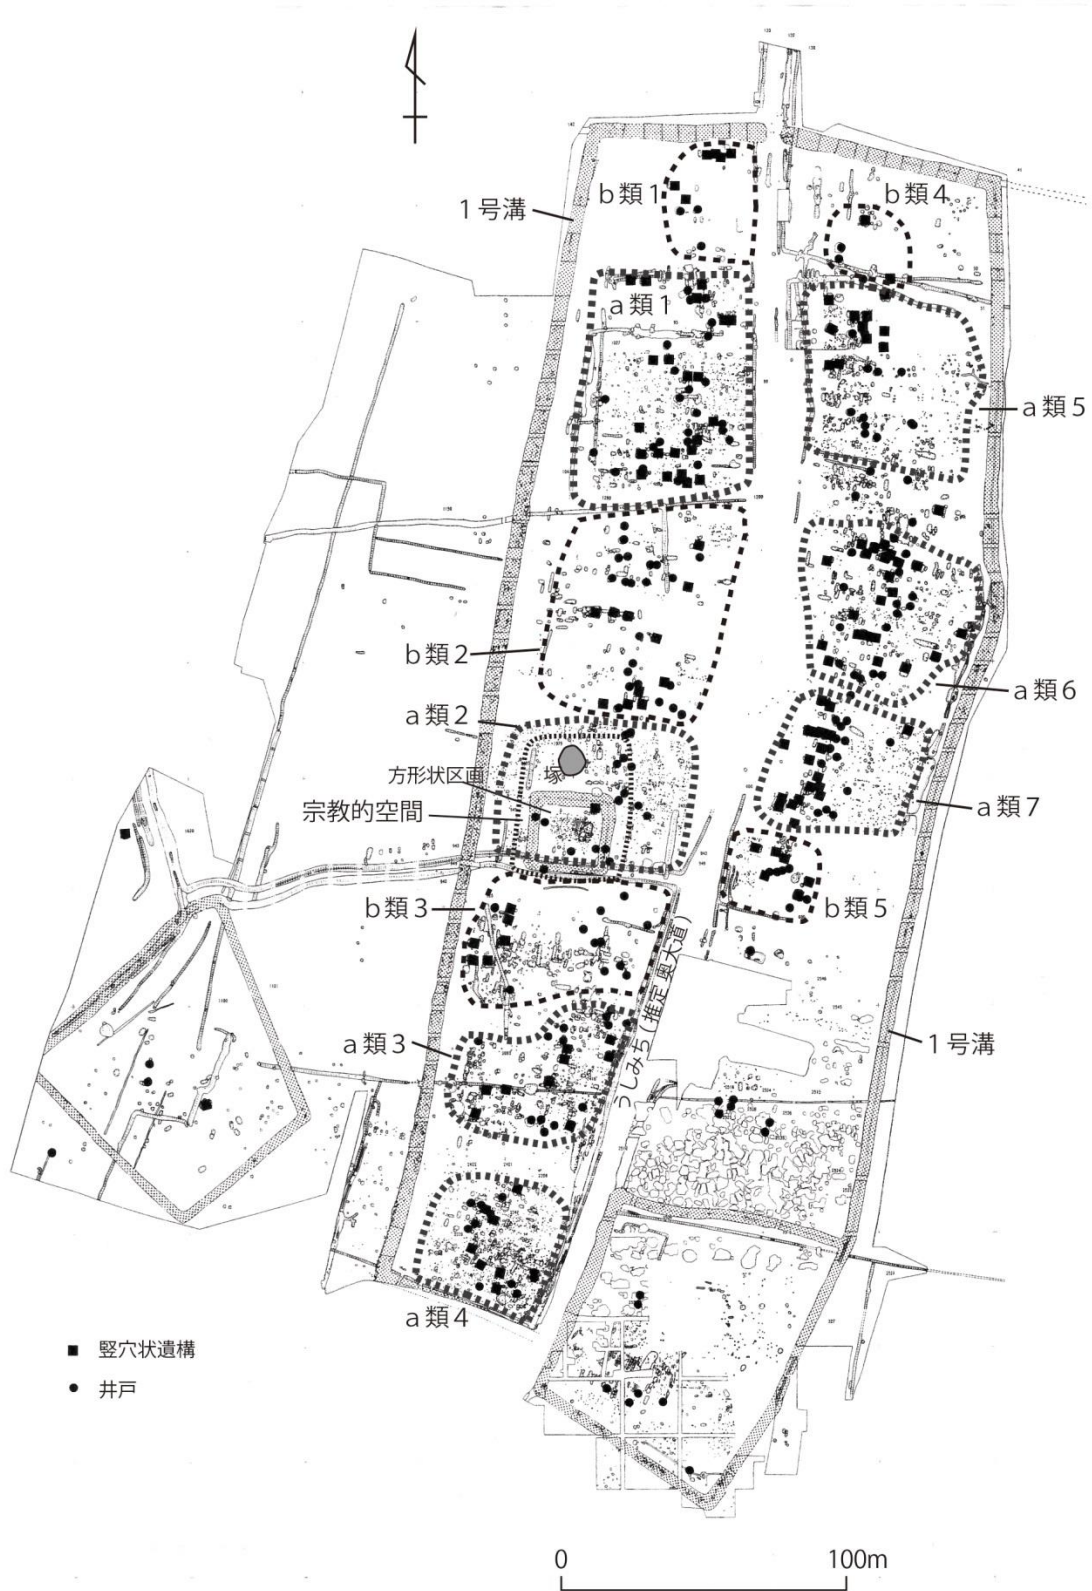 b類1
b類4
1号溝
a類1
a類5
b類2
a類6
a類2
方形状区画
塚
宗教的空間
a類7
b類3
b類5
うしみち(推定 奥大道)
a類3
1号溝
a類4
■ 竪穴状遺構
● 井戸
0 100m